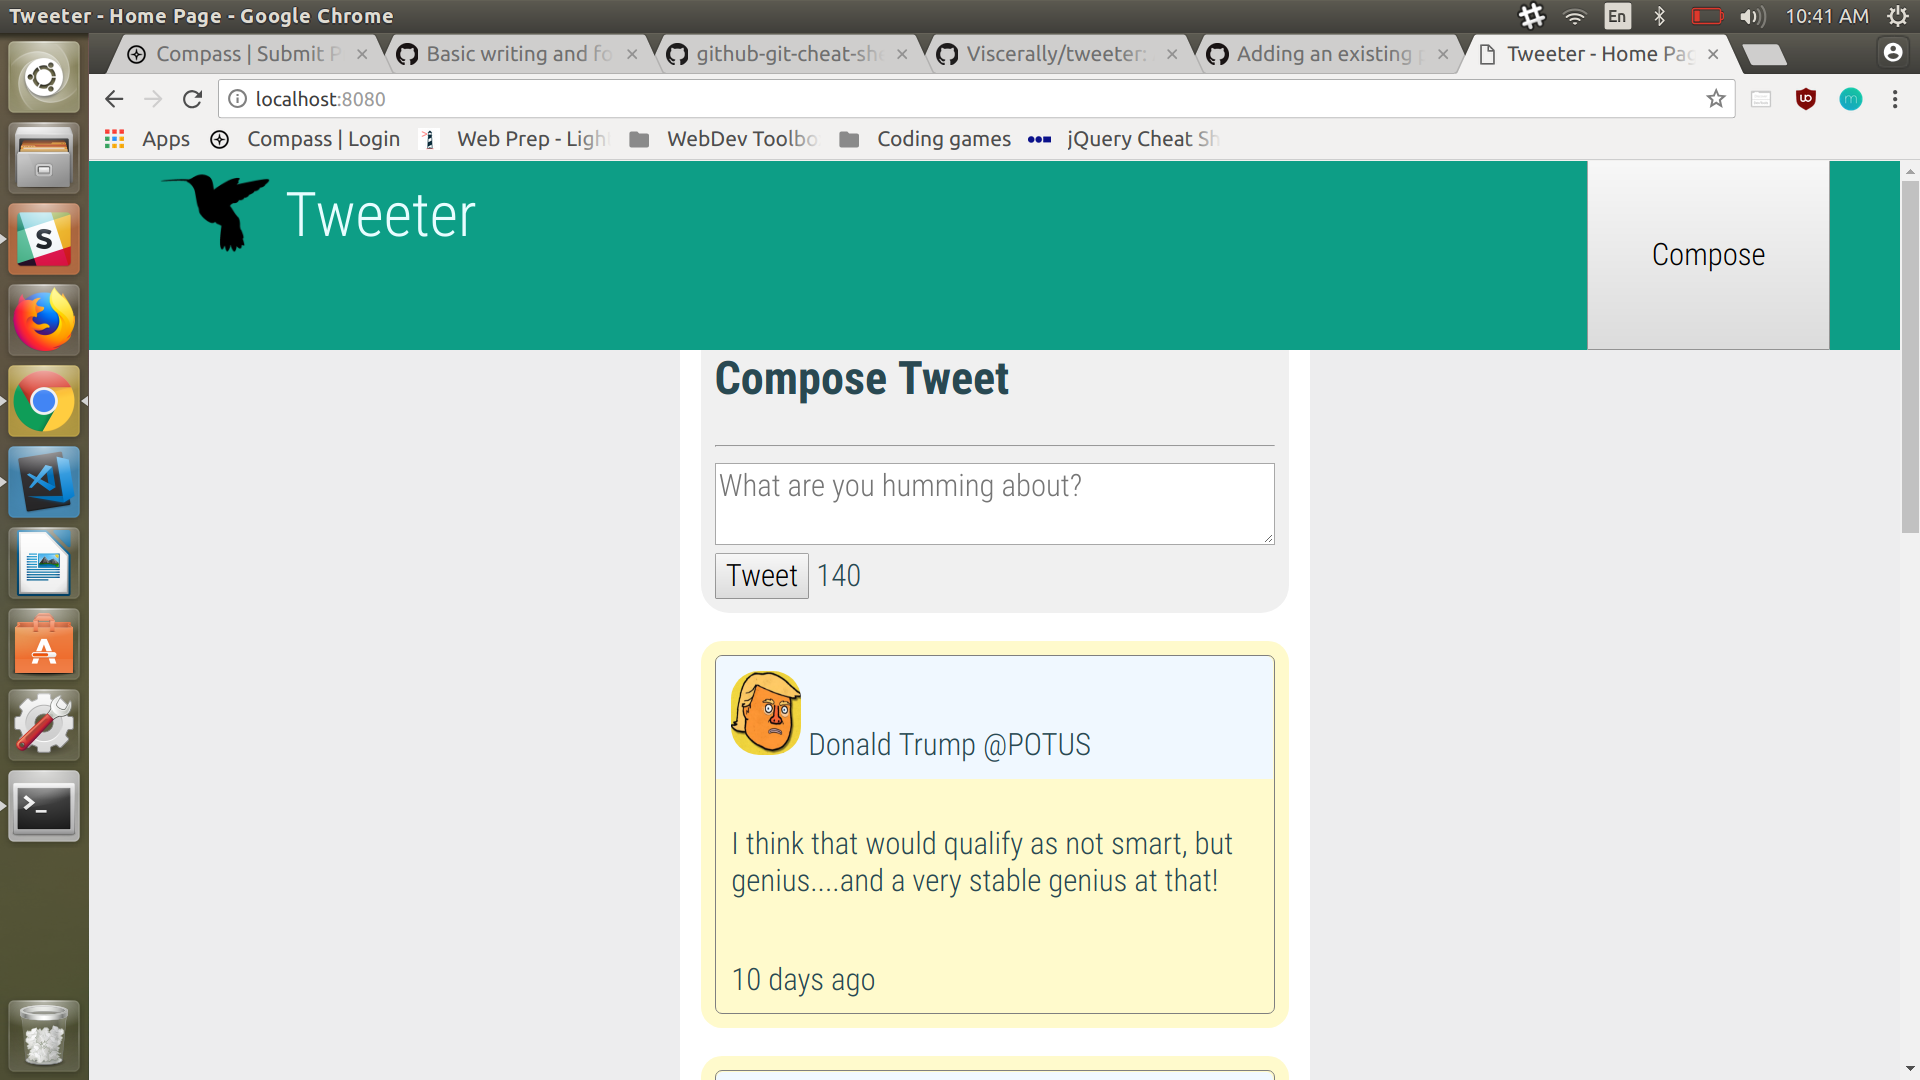 Tweeter - Home Page - Google Chrome
En
10:41 AM
Compass | Submit P
Basic writing and fo
github-git-cheat-she
Viscerally/tweeter:
Adding an existing p
Tweeter - Home Pag
localhost:8080
Apps
Compass | Login
Web Prep - Light
WebDev Toolbo
Coding games
jQuery Cheat Sh
Tweeter
Compose
Compose Tweet
What are you humming about?
Tweet 140
Donald Trump @POTUS
I think that would qualify as not smart, but
genius....and a very stable genius at that!
10 days ago